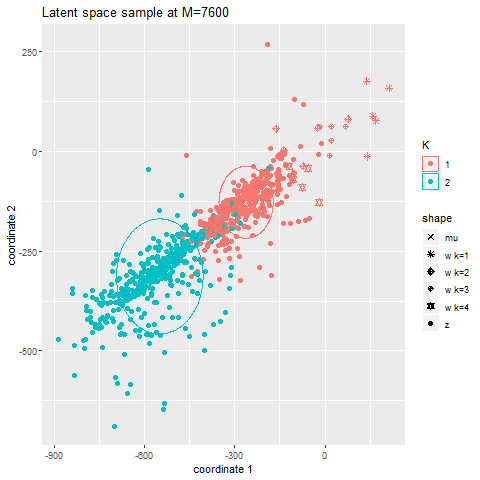 Latent space sample at M=7600
250
0
-250
-500
coordinate 2
-900
-600
-300
0
coordinate 1
K
1
2
shape
mu
w k=1
w k=2
w k=3
w k=4
z